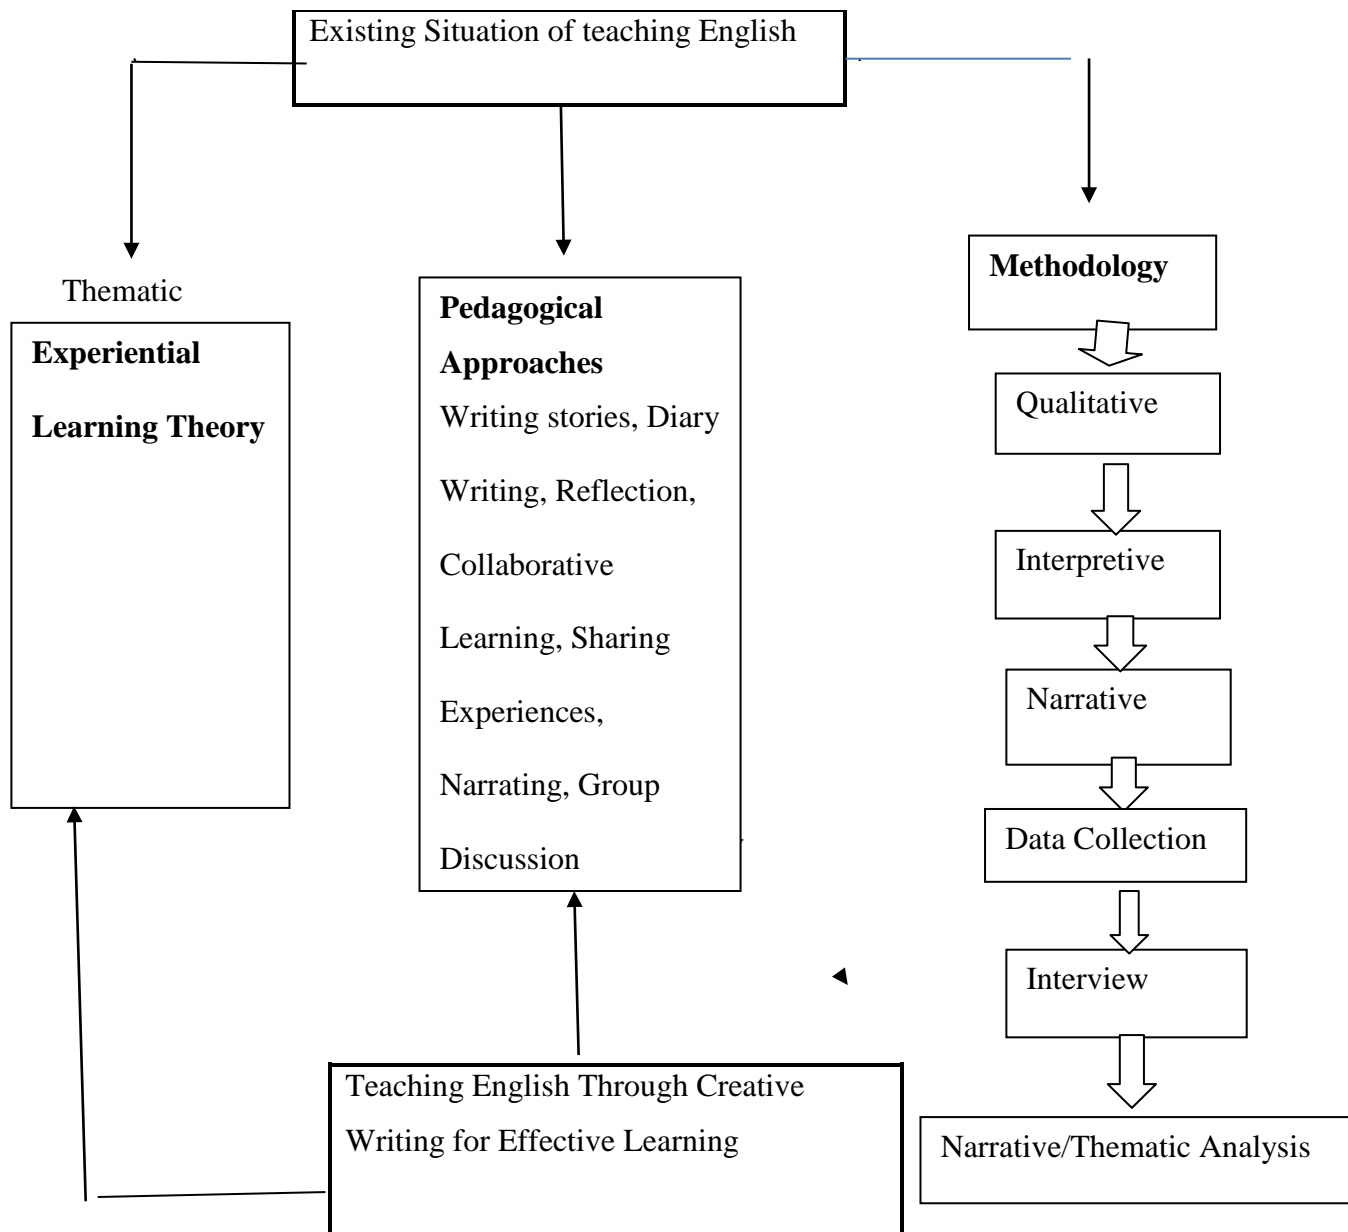 Existing Situation of teaching English
Thematic
Experiential
Learning Theory
Pedagogical
Approaches
Writing stories, Diary
Writing, Reflection,
Collaborative
Learning, Sharing
Experiences,
Narrating, Group
Discussion
Methodology
Qualitative
Interpretive
Narrative
Data Collection
Interview
Narrative/Thematic Analysis
Teaching English Through Creative
Writing for Effective Learning